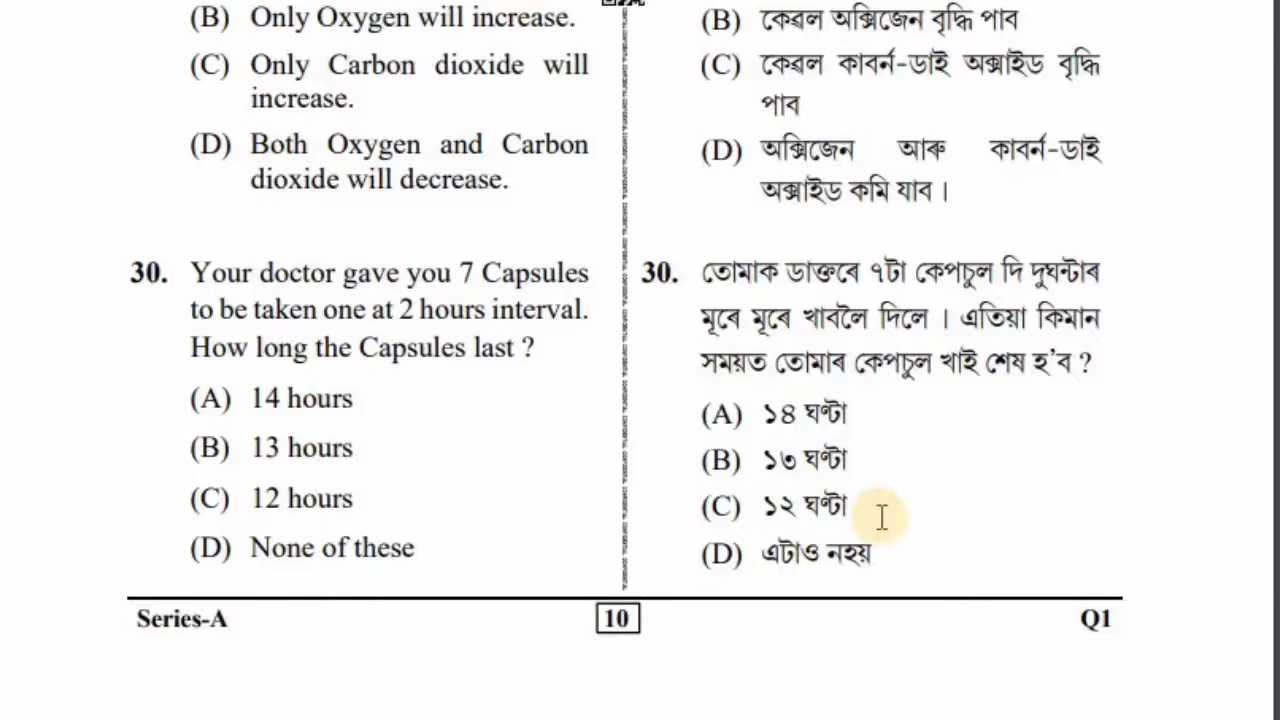 (B) Only Oxygen will increase.
(C) Only Carbon dioxide will
increase.
(D) Both Oxygen and Carbon
dioxide will decrease.
30. Your doctor gave you 7 Capsules
to be taken one at 2 hours interval.
How long the Capsules last ?
(A) 14 hours
(B) 13 hours
(C) 12 hours
(D) None of these
(B) কেৱল অক্সিজেন বৃদ্ধি পাব
(C) কেৱল কাবৰ্ন-ডাই অক্সাইড বৃদ্ধি
পাব
(D) অক্সিজেন আৰু কাবৰ্ন-ডাই
অক্সাইড কমি যাব।
30. তোমাক ডাক্তৰে ৭টা কেপচুল দি দুঘন্টাৰ
মূৰে মূৰে খাবলৈ দিলে । এতিয়া কিমান
সময়ত তোমাৰ কেপচুল খাই শেষ হ'ব ?
(A) ১৪ ঘণ্টা
(B) ১৩ ঘণ্টা
(C) ১২ ঘণ্টা
(D) এটাও নহয়
Series-A 10 Q1